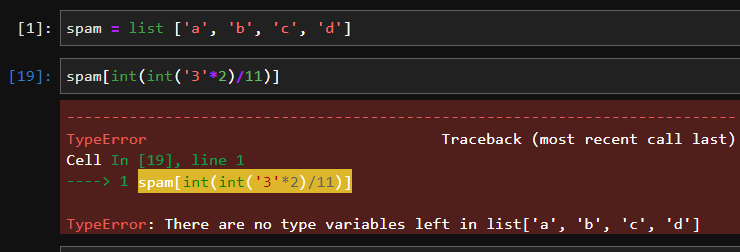 [1]: spam = list ['a', 'b', 'c', 'd']
[19]: spam[int(int('3'*2)/11)]
---------------------------------------------------------------------------
TypeError                                 Traceback (most recent call last)
Cell In [19], line 1
----> 1 spam[int(int('3'*2)/11)]
TypeError: There are no type variables left in list['a', 'b', 'c', 'd']